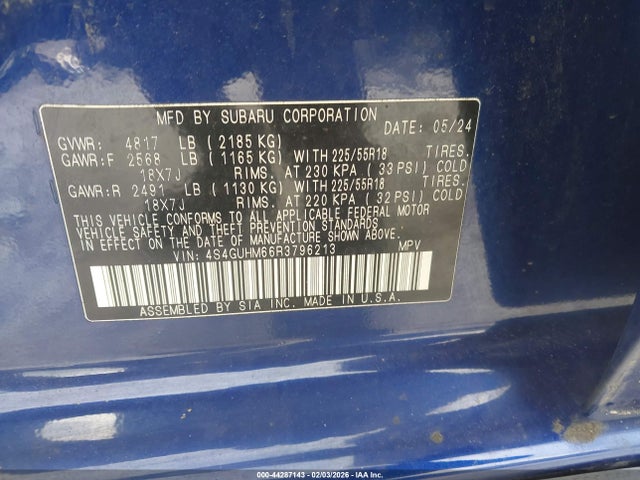 MFD BY SUBARU CORPORATION
DATE: 05/24
GVWR: 4817 LB (2185 KG)
GAWR:F 2568 LB (1165 KG) WITH 225/55R18 TIRES.
18X7J RIMS. AT 230 KPA (33 PSI) COLD
GAWR:R 2491 LB (1130 KG) WITH 225/55R18 TIRES.
18X7J RIMS. AT 220 KPA (32 PSI) COLD
THIS VEHICLE CONFORMS TO ALL APPLICABLE FEDERAL MOTOR
VEHICLE SAFETY AND THEFT PREVENTION STANDARDS
IN EFFECT ON THE DATE OF MANUFACTURE SHOWN ABOVE.
VIN: 4S4GUHM66R3796213 MPV
ASSEMBLED BY SIA INC. MADE IN U.S.A.
000-44287143 - 02/03/2026 - IAA Inc.